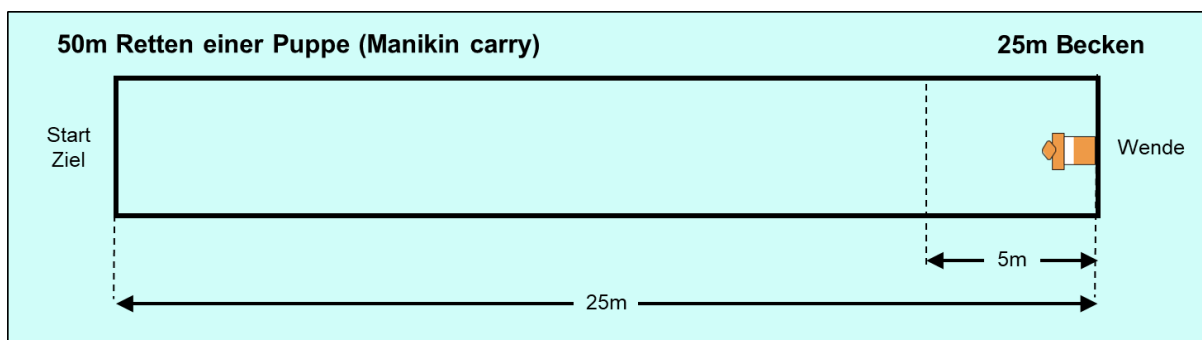 50m Retten einer Puppe (Manikin carry)
25m Becken
Start
Ziel
Wende
5m
25m